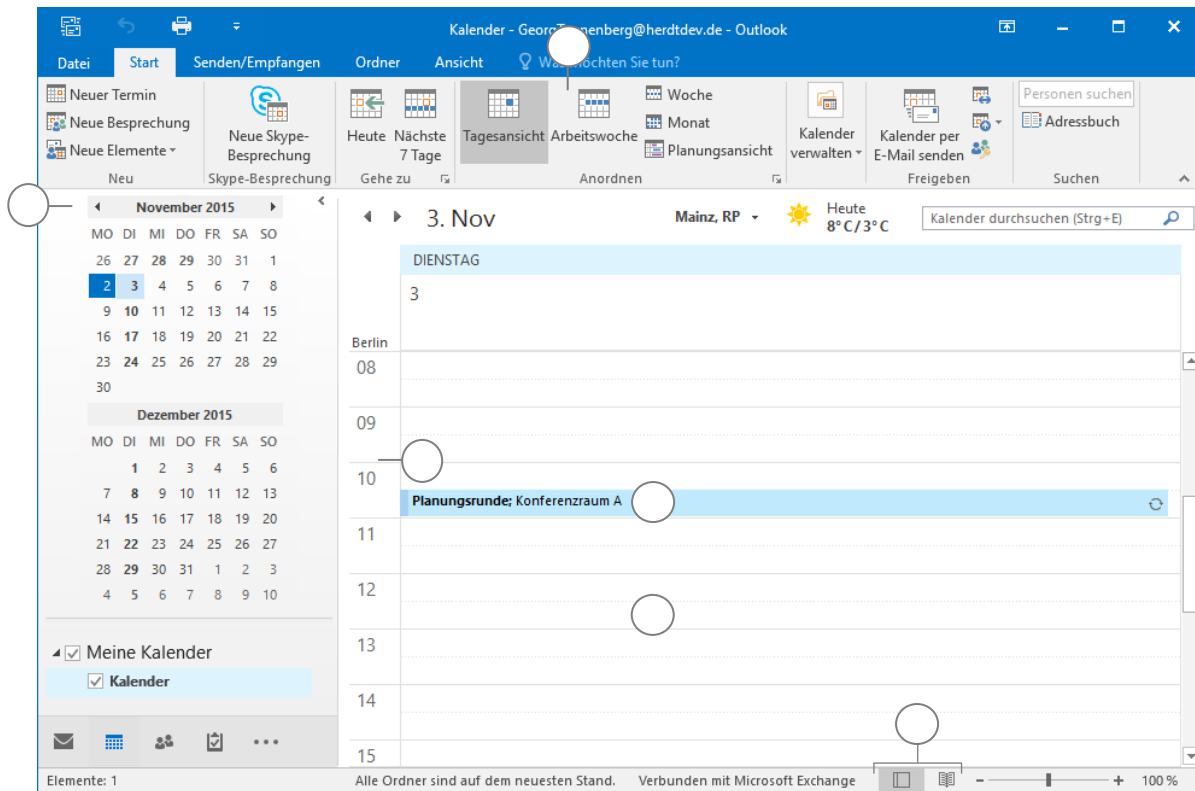 Kalender - GeorgTannenberg@herdtdev.de - Outlook
Datei Start Senden/Empfangen Ordner Ansicht Was möchten Sie tun?
Neuer Termin
Neue Besprechung
Neue Elemente
Neu
Neue Skype-
Besprechung
Skype-Besprechung
Heute
Nächste
7 Tage
Gehe zu
Tagesansicht
Arbeitswoche
Woche
Monat
Planungsansicht
Anordnen
Kalender
verwalten
Kalender per
E-Mail senden
Freigeben
Personen suchen
Adressbuch
Suchen
November 2015
MO DI MI DO FR SA SO
26 27 28 29 30 31 1
2 3 4 5 6 7 8
9 10 11 12 13 14 15
16 17 18 19 20 21 22
23 24 25 26 27 28 29
30
Dezember 2015
MO DI MI DO FR SA SO
1 2 3 4 5 6
7 8 9 10 11 12 13
14 15 16 17 18 19 20
21 22 23 24 25 26 27
28 29 30 31 1 2 3
4 5 6 7 8 9 10
Meine Kalender
Kalender
3. Nov
Mainz, RP
Heute
8°C/3°C
Kalender durchsuchen (Strg+E)
DIENSTAG
3
Berlin
08
09
10
Planungsrunde; Konferenzraum A
11
12
13
14
15
Elemente: 1
Alle Ordner sind auf dem neuesten Stand.
Verbunden mit Microsoft Exchange
100 %